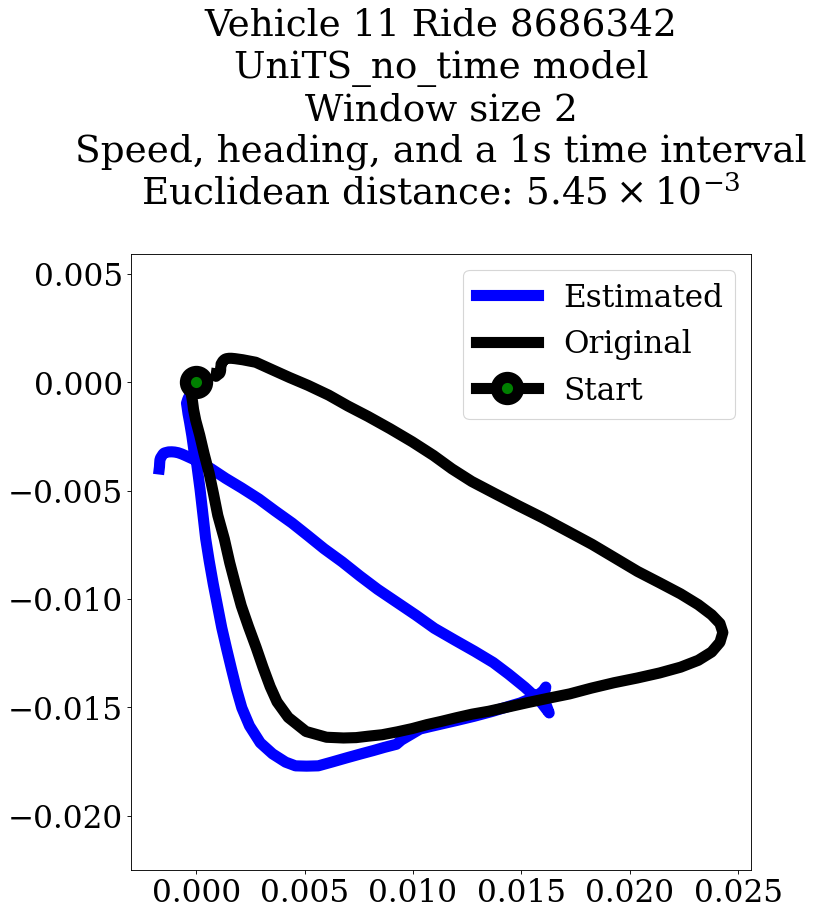 Vehicle 11 Ride 8686342
UniTS_no_time model
Window size 2
Speed, heading, and a 1s time interval
Euclidean distance: 5.45 × 10⁻³
Estimated
Original
Start
0.005
0.000
−0.005
−0.010
−0.015
−0.020
0.000 0.005 0.010 0.015 0.020 0.025